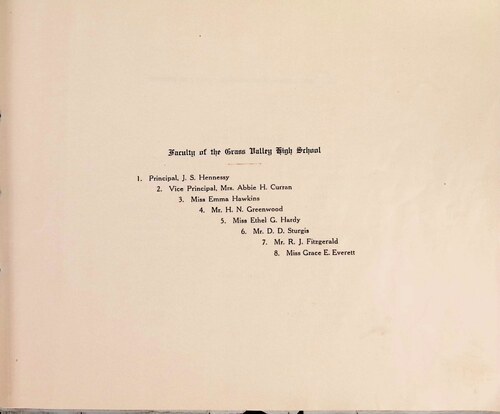 Faculty of the Grass Valley High School
1. Principal, J. S. Hennessy
2. Vice Principal, Mrs. Abbie H. Curran
3. Miss Emma Hawkins
4. Mr. H. N. Greenwood
5. Miss Ethel G. Hardy
6. Mr. D. D. Sturgis
7. Mr. R. J. Fitzgerald
8. Miss Grace E. Everett